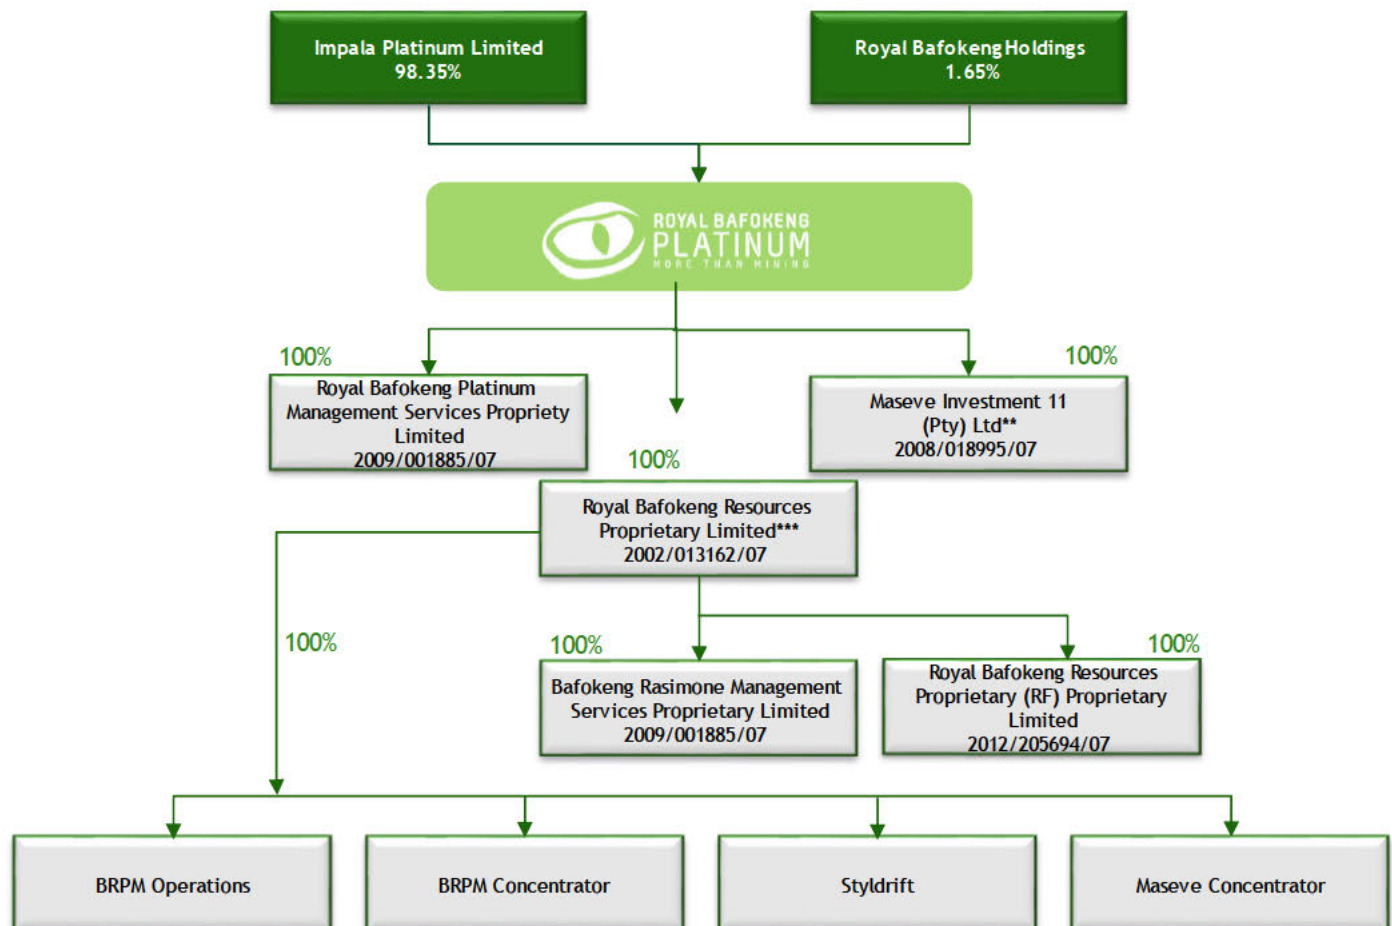 Impala Platinum Limited
98.35%
Royal Bafokeng Holdings
1.65%
ROYAL BAFOKENG
PLATINUM
MORE THAN MINING
100%
Royal Bafokeng Platinum
Management Services Propriety
Limited
2009/001885/07
100%
Maseve Investment 11
(Pty) Ltd**
2008/018995/07
100%
Royal Bafokeng Resources
Proprietary Limited***
2002/013162/07
100%
100%
Bafokeng Rasimone Management
Services Proprietary Limited
2009/001885/07
100%
Royal Bafokeng Resources
Proprietary (RF) Proprietary
Limited
2012/205694/07
BRPM Operations
BRPM Concentrator
Styldrift
Maseve Concentrator